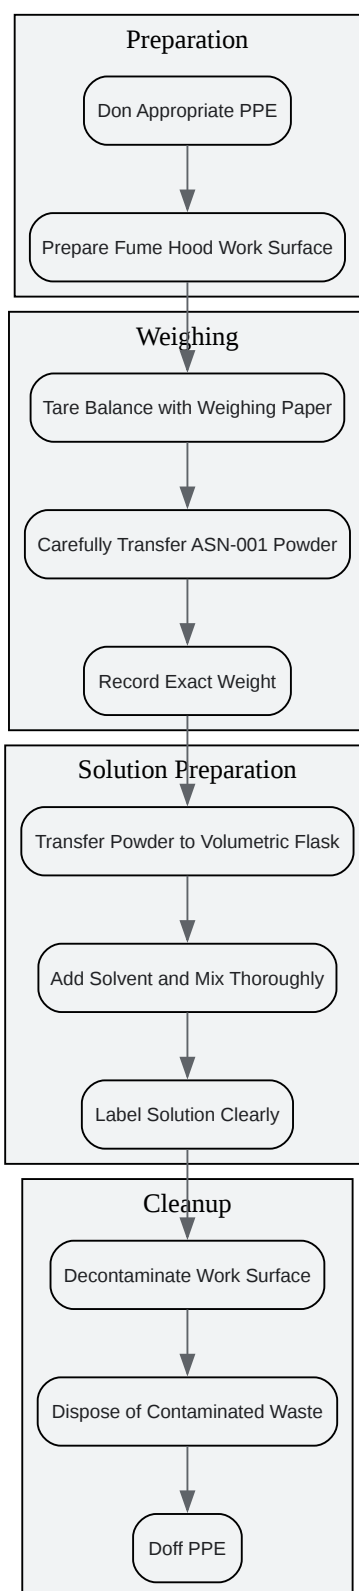 Preparation
Don Appropriate PPE
Prepare Fume Hood Work Surface
Weighing
Tare Balance with Weighing Paper
Carefully Transfer ASN-001 Powder
Record Exact Weight
Solution Preparation
Transfer Powder to Volumetric Flask
Add Solvent and Mix Thoroughly
Label Solution Clearly
Cleanup
Decontaminate Work Surface
Dispose of Contaminated Waste
Doff PPE